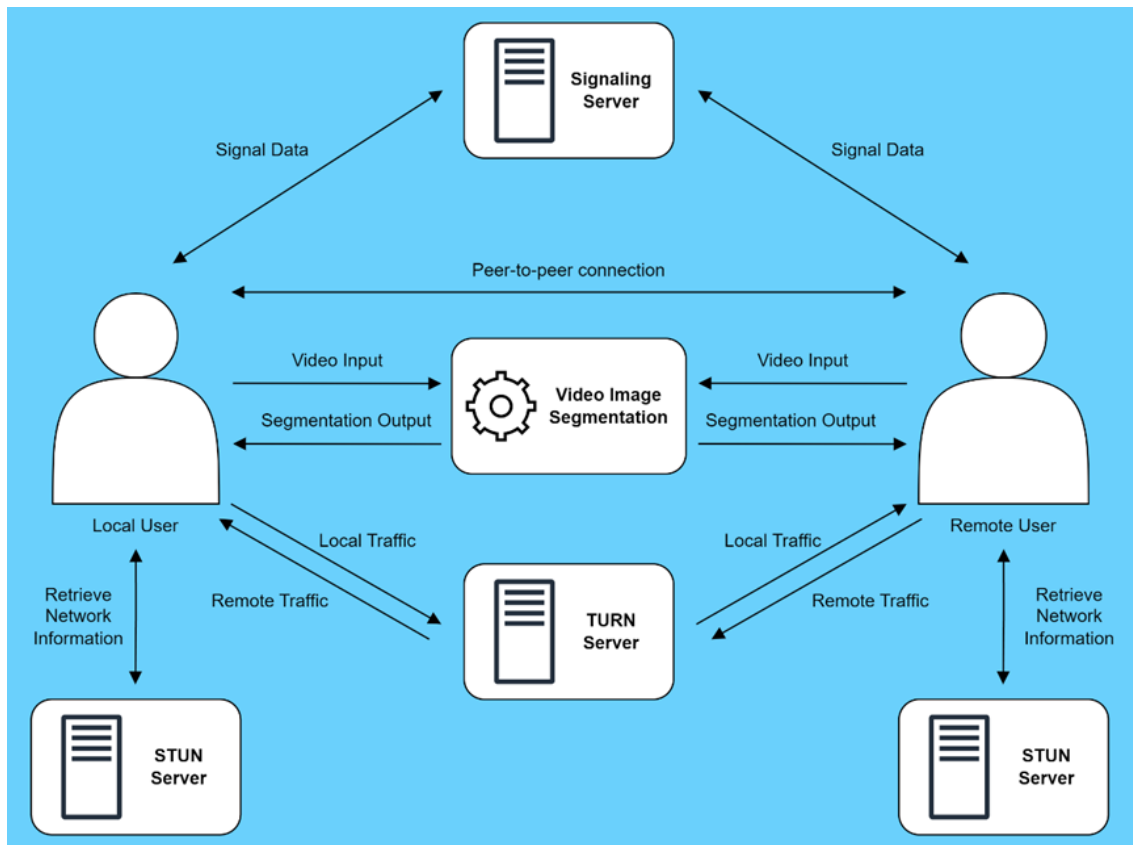 Signaling
Server
Signal Data
Signal Data
Peer-to-peer connection
Video Input
Video Image
Segmentation
Video Input
Segmentation Output
Segmentation Output
Local User
Remote User
Local Traffic
Local Traffic
Remote Traffic
TURN
Server
Remote Traffic
Retrieve
Network
Information
Retrieve
Network
Information
STUN
Server
STUN
Server